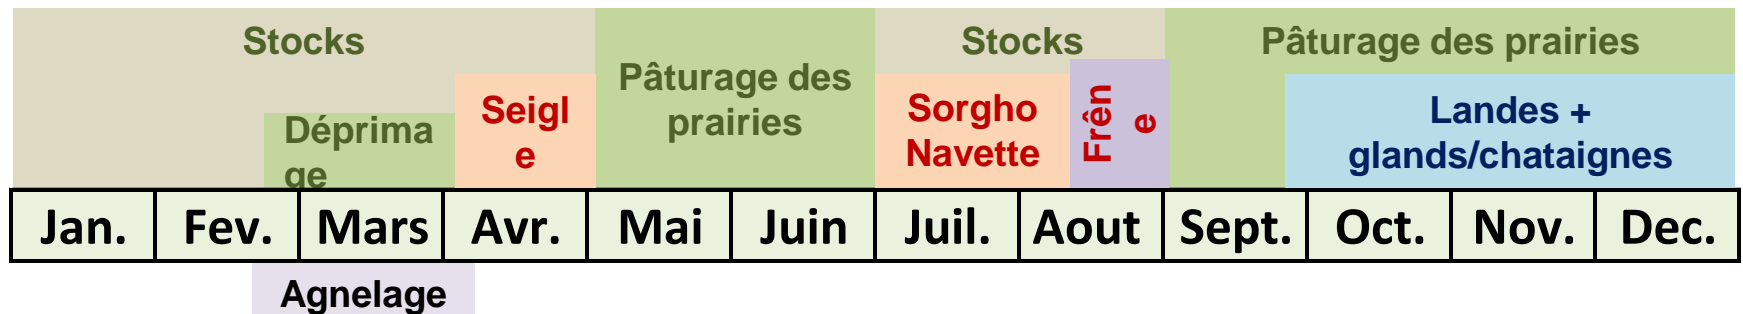 Stocks
Déprima
ge
Seigl
e
Pâturage des
prairies
Stocks
Sorgho
Navette
Frên
e
Pâturage des prairies
Landes +
glands/chataignes
Jan. Fev. Mars Avr. Mai Juin Juil. Aout Sept. Oct. Nov. Dec.
Agnelage